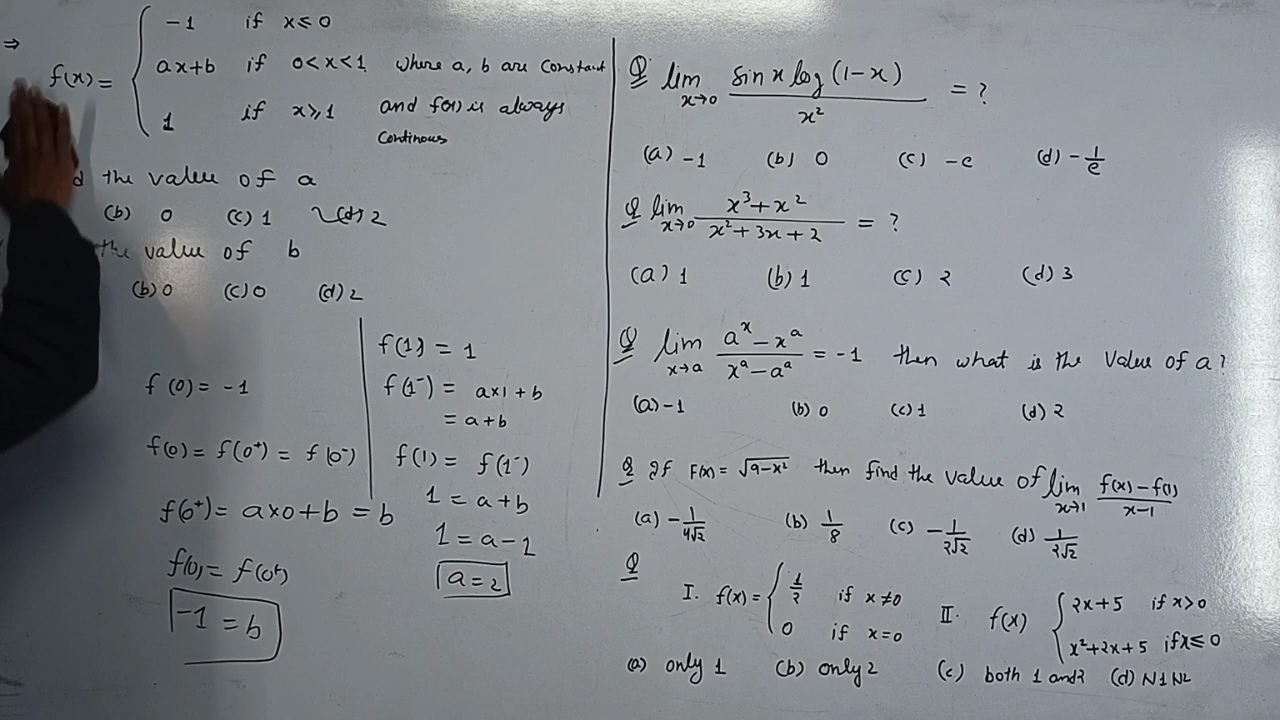 ⇒ f(x) = { -1 if x ≤ 0
ax+b if 0<x<1 where a, b are constant
1 if x ≥ 1 and f(x) is always
continous
the value of a
(b) 0 (c) 1 (d) 2
the value of b
(b) 0 (c) 0 (d) 2
f(0) = -1
f(0) = f(0⁺) = f(0⁻)
f(0⁺) = a×0+b = b
f(0) = f(0⁺)
-1 = b
f(1) = 1
f(1⁻) = a×1+b
= a+b
f(1) = f(1⁻)
1 = a+b
1 = a-1
a = 2
Q lim x→0 sin x log (1-x) / x² = ?
(a) -1 (b) 0 (c) -e (d) -1/e
Q lim x→0 x³+x² / x²+3x+2 = ?
(a) 1 (b) 1 (c) 2 (d) 3
Q lim x→a aˣ-xᵃ / xᵃ-aᵃ = -1 then what is the value of a?
(a) -1 (b) 0 (c) 1 (d) 2
Q If F(x) = √9-x² then find the value of lim x→1 f(x)-f(1) / x-1
(a) -1/4√2 (b) 1/8 (c) -1/2√2 (d) 1/2√2
Q
I. f(x) = { 1/2 if x≠0
0 if x=0
II. f(x) { 2x+5 if x>0
x²+2x+5 if x≤0
(a) only 1 (b) only 2 (c) both 1 and 2 (d) N1 N2